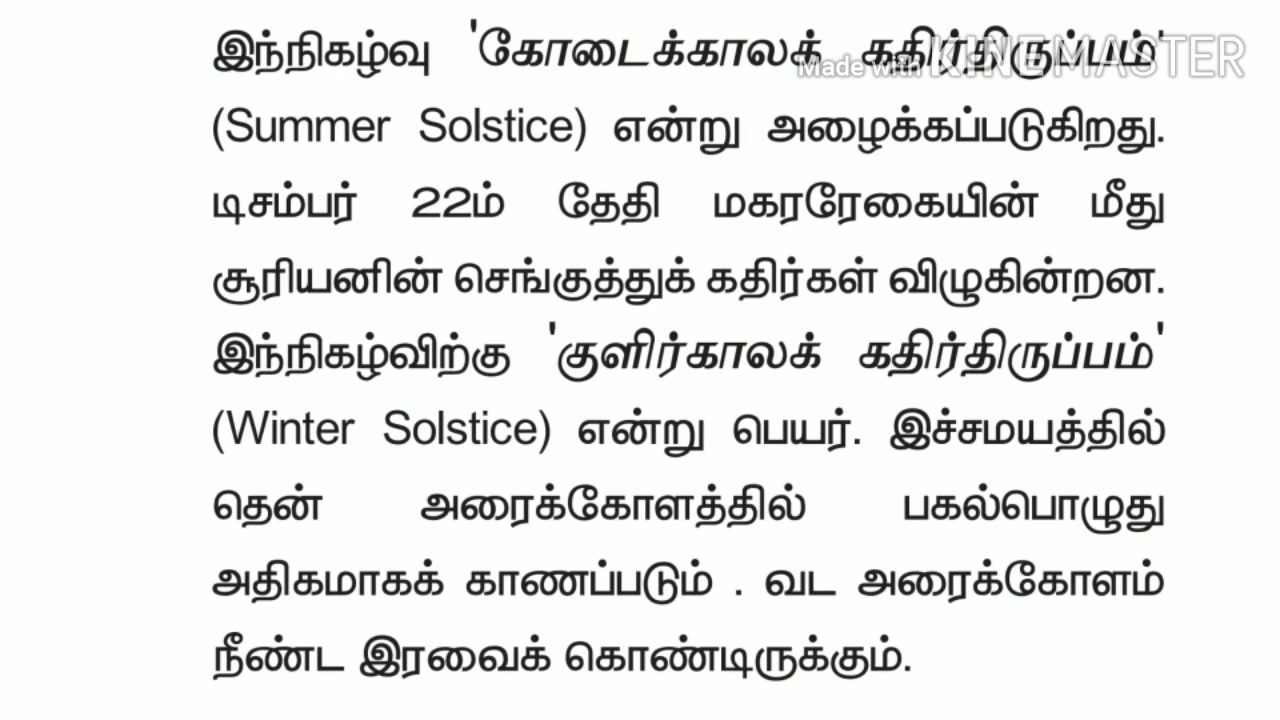 இந்நிகழ்வு 'கோடைக்காலக் கதிர்திருப்பம்'
Made with KINEMASTER
(Summer Solstice) என்று அழைக்கப்படுகிறது.
டிசம்பர் 22ம் தேதி மகரரேகையின் மீது
சூரியனின் செங்குத்துக் கதிர்கள் விழுகின்றன.
இந்நிகழ்விற்கு 'குளிர்காலக் கதிர்திருப்பம்'
(Winter Solstice) என்று பெயர். இச்சமயத்தில்
தென் அரைக்கோளத்தில் பகல்பொழுது
அதிகமாகக் காணப்படும் . வட அரைக்கோளம்
நீண்ட இரவைக் கொண்டிருக்கும்.